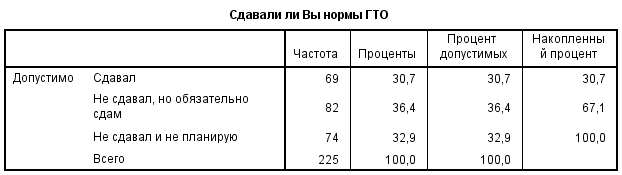 Сдавали ли Вы нормы ГТО
Частота Проценты Процент допустимых Накопленны й процент
Допустимо Сдавал 69 30,7 30,7 30,7
Не сдавал, но обязательно сдам 82 36,4 36,4 67,1
Не сдавал и не планирую 74 32,9 32,9 100,0
Всего 225 100,0 100,0